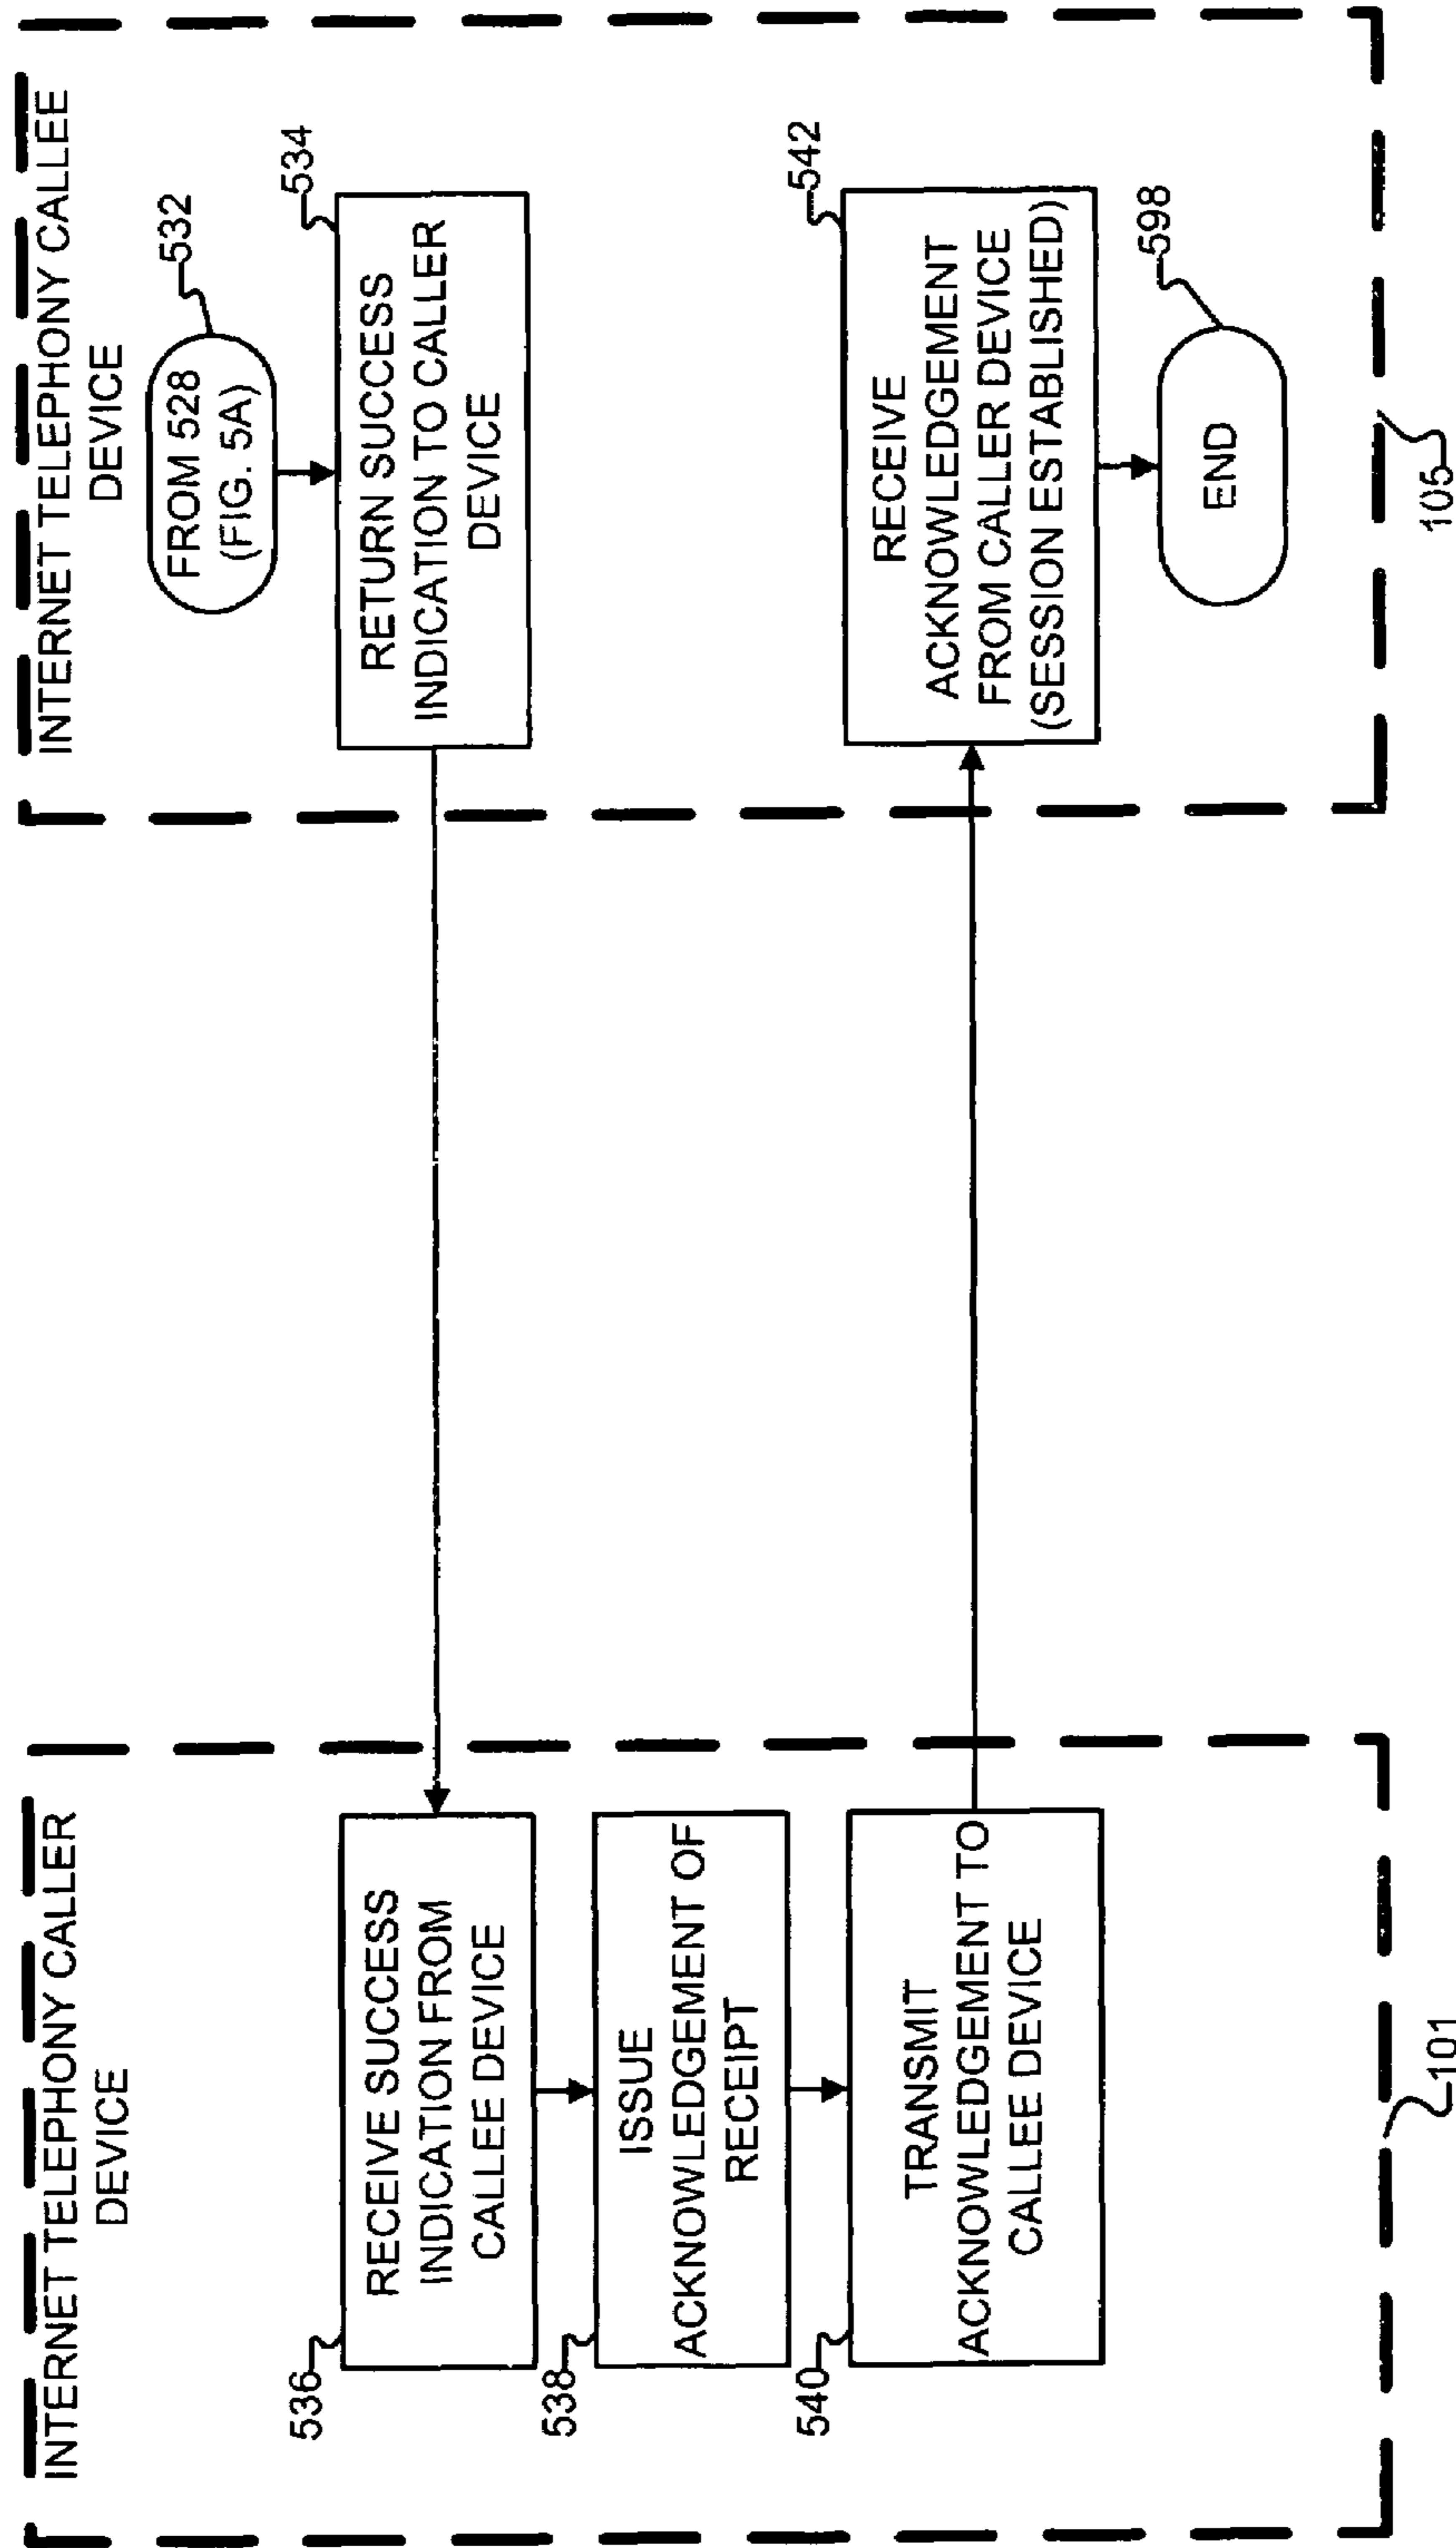 INTERNET TELEPHONY CALLER
DEVICE
536
RECEIVE SUCCESS
INDICATION FROM
CALLEE DEVICE
538
ISSUE
ACKNOWLEDGEMENT OF
RECEIPT
540
TRANSMIT
ACKNOWLEDGEMENT TO
CALLEE DEVICE
101
INTERNET TELEPHONY CALLEE
DEVICE
532
FROM 528
(FIG. 5A)
534
RETURN SUCCESS
INDICATION TO CALLER
DEVICE
542
RECEIVE
ACKNOWLEDGEMENT
FROM CALLER DEVICE
(SESSION ESTABLISHED)
598
END
105